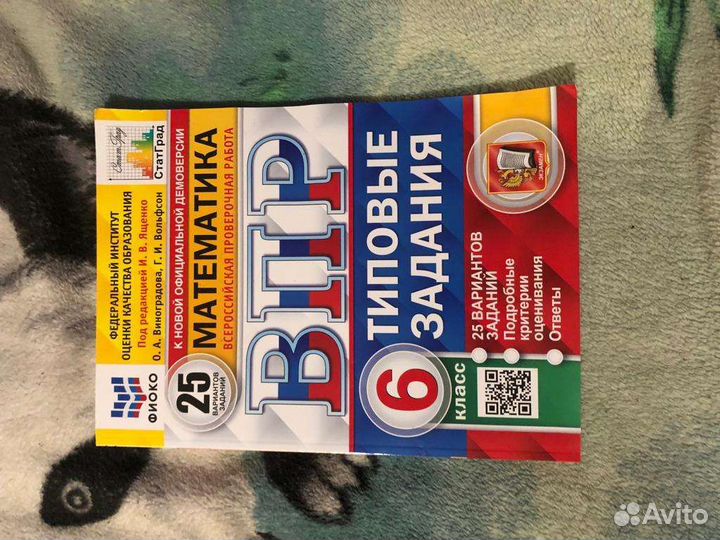 ФИОКО
ФЕДЕРАЛЬНЫЙ ИНСТИТУТ
ОЦЕНКИ КАЧЕСТВА ОБРАЗОВАНИЯ
Под редакцией И. В. Ященко
О. А. Виноградова, Г. И. Вольфсон
СтатГрад
К НОВОЙ ОФИЦИАЛЬНОЙ ДЕМОВЕРСИИ
25
ВАРИАНТОВ
ЗАДАНИЙ
МАТЕМАТИКА
ВСЕРОССИЙСКАЯ ПРОВЕРОЧНАЯ РАБОТА
ВПР
6
класс
ТИПОВЫЕ
ЗАДАНИЯ
25 ВАРИАНТОВ
ЗАДАНИЙ
Подробные
критерии
оценивания
Ответы
ЭКЗАМЕН
Avito